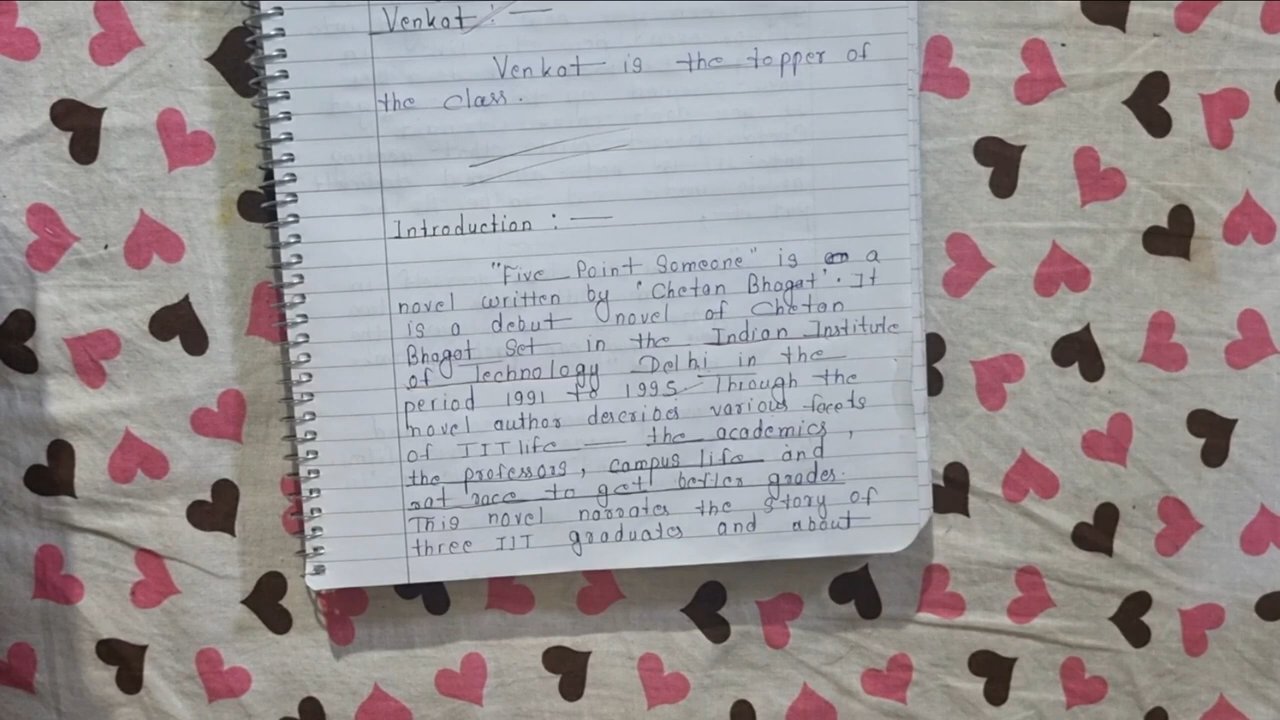 Venkat : —
Venkat is the topper of
the class.
Introduction : —
"Five Point Someone" is a
novel written by 'Chetan Bhagat'. It
is a debut novel of Chetan
Bhagat Set in the Indian Institute
of Technology Delhi in the
period 1991 to 1995. Through the
novel author describes various facets
of IIT life — the academics,
the professors, campus life and
rat race to get better grades.
This novel narrates the story of
three IIT graduates and about